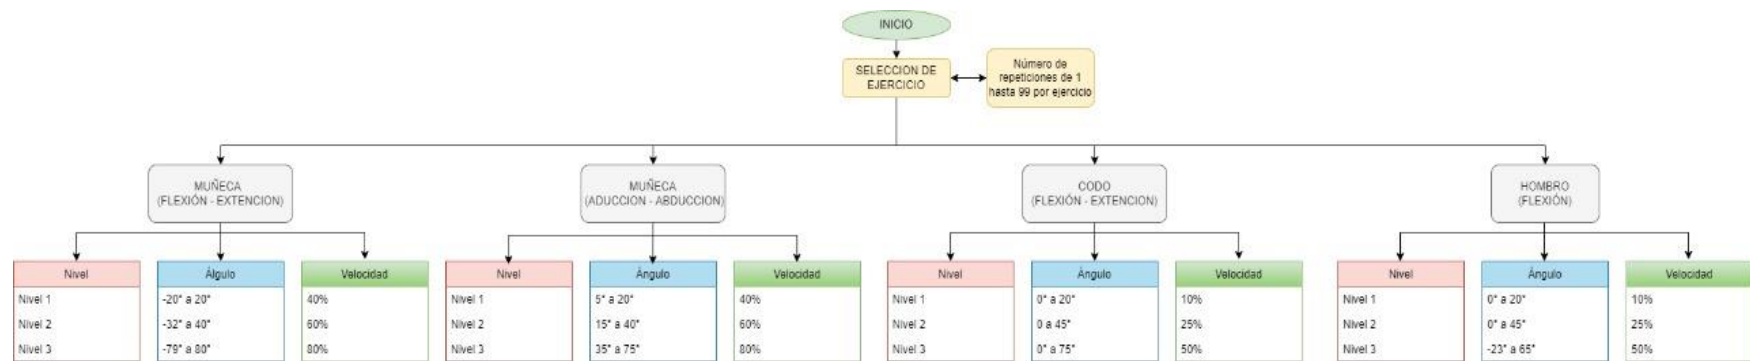 INICIO
SELECCION DE
EJERCICIO
Número de
repeticiones de 1
hasta 99 por ejercicio
MUÑECA
(FLEXIÓN - EXTENCION)
MUÑECA
(ADUCCION - ABDUCCION)
CODO
(FLEXIÓN - EXTENCION)
HOMBRO
(FLEXIÓN)
Nivel Álgulo Velocidad
Nivel 1 -20° a 20° 40%
Nivel 2 -32° a 40° 60%
Nivel 3 -79° a 80° 80%
Nivel Ángulo Velocidad
Nivel 1 5° a 20° 40%
Nivel 2 15° a 40° 60%
Nivel 3 35° a 75° 80%
Nivel Ángulo Velocidad
Nivel 1 0° a 20° 10%
Nivel 2 0 a 45° 25%
Nivel 3 0° a 75° 50%
Nivel Ángulo Velocidad
Nivel 1 0° a 20° 10%
Nivel 2 0° a 45° 25%
Nivel 3 -23° a 65° 50%